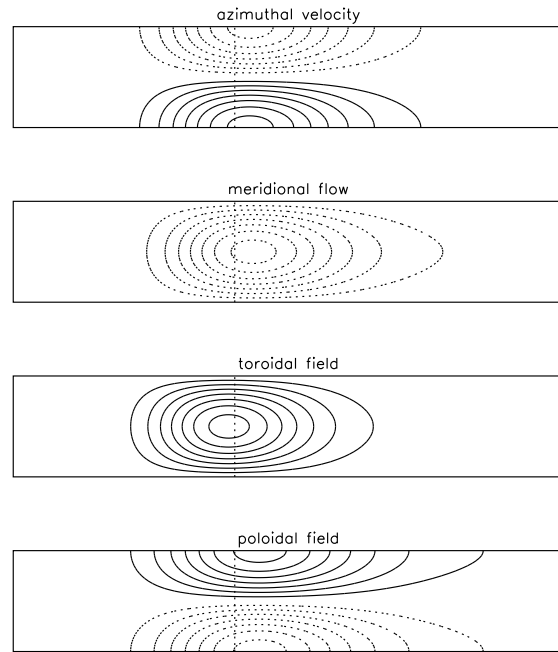 azimuthal velocity
meridional flow
toroidal field
poloidal field